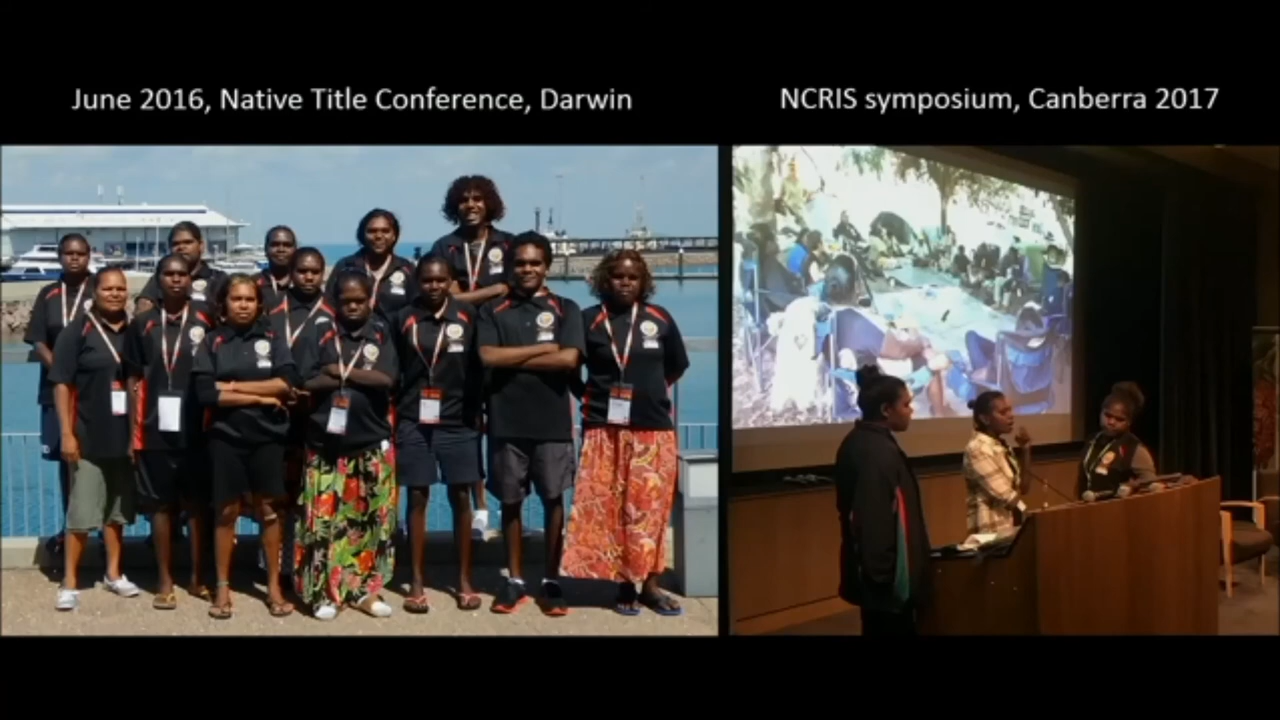 June 2016, Native Title Conference, Darwin
NCRIS symposium, Canberra 2017